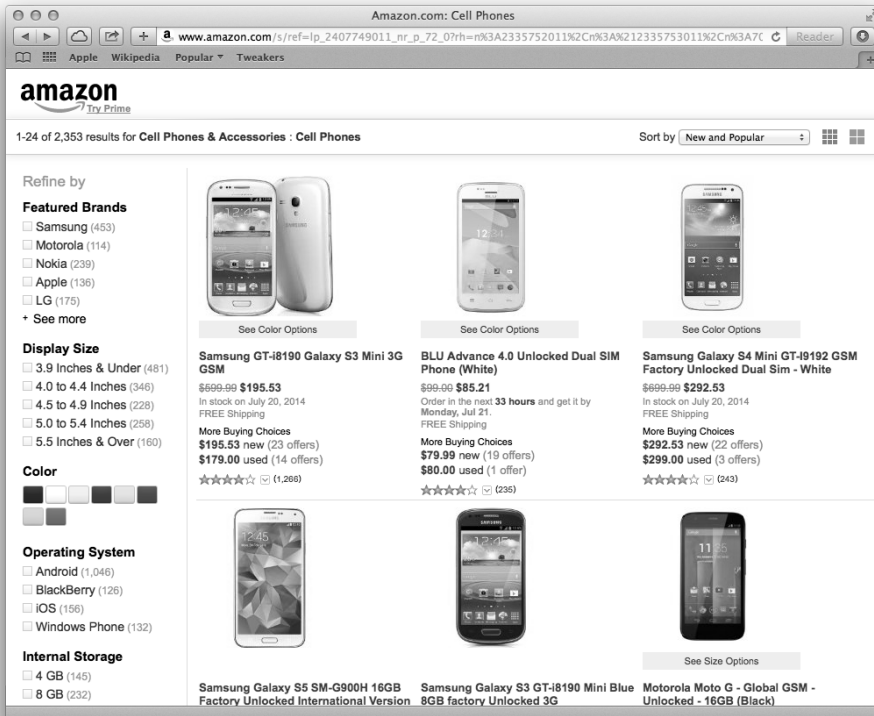 Amazon.com: Cell Phones
a www.amazon.com/s/ref=lp_2407749011_nr_p_72_0?rh=n%3A2335752011%2Cn%3A%212335753011%2Cn%3A7C Reader
Apple Wikipedia Popular Tweakers
amazon
Try Prime
1-24 of 2,353 results for Cell Phones & Accessories : Cell Phones
Sort by New and Popular
Refine by
Featured Brands
Samsung (453)
Motorola (114)
Nokia (239)
Apple (136)
LG (175)
+ See more
Display Size
3.9 Inches & Under (481)
4.0 to 4.4 Inches (346)
4.5 to 4.9 Inches (228)
5.0 to 5.4 Inches (258)
5.5 Inches & Over (160)
Color
Operating System
Android (1,046)
BlackBerry (126)
iOS (156)
Windows Phone (132)
Internal Storage
4 GB (145)
8 GB (232)
12:45
SAMSUNG
See Color Options
Samsung GT-i8190 Galaxy S3 Mini 3G
GSM
$599.99 $195.53
In stock on July 20, 2014
FREE Shipping
More Buying Choices
$195.53 new (23 offers)
$179.00 used (14 offers)
(1,266)
BLU
12:34
See Color Options
BLU Advance 4.0 Unlocked Dual SIM
Phone (White)
$99.00 $85.21
Order in the next 33 hours and get it by
Monday, Jul 21.
FREE Shipping
More Buying Choices
$79.99 new (19 offers)
$80.00 used (1 offer)
(235)
See Color Options
Samsung Galaxy S4 Mini GT-I9192 GSM
Factory Unlocked Dual Sim - White
$699.99 $292.53
In stock on July 20, 2014
FREE Shipping
More Buying Choices
$292.53 new (22 offers)
$299.00 used (3 offers)
(243)
12:45
Samsung Galaxy S5 SM-G900H 16GB
Factory Unlocked International Version
SAMSUNG
12:45
Samsung Galaxy S3 GT-i8190 Mini Blue
8GB factory Unlocked 3G
11 25
See Size Options
Motorola Moto G - Global GSM -
Unlocked - 16GB (Black)